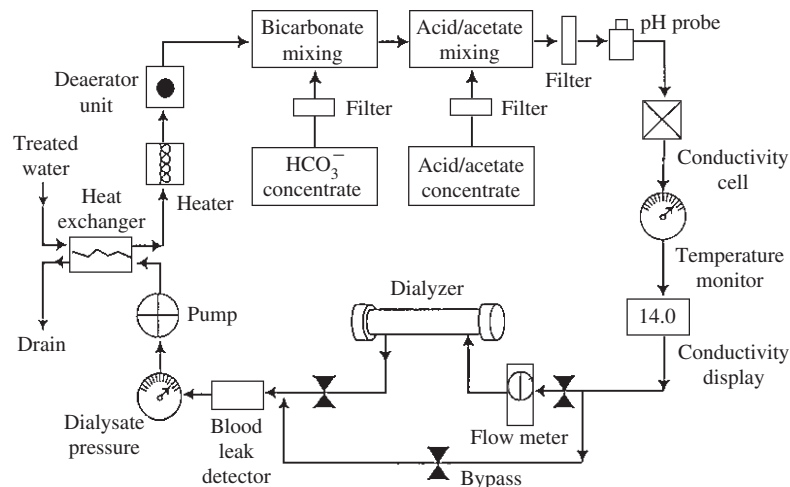 Bicarbonate
mixing
Acid/acetate
mixing
pH probe
Filter
Deaerator
unit
Filter
Filter
HCO₃⁻
concentrate
Acid/acetate
concentrate
Conductivity
cell
Treated
water
Heat
exchanger
Heater
Temperature
monitor
14.0
Conductivity
display
Dialyzer
Pump
Drain
Dialysate
pressure
Blood
leak
detector
Flow meter
Bypass